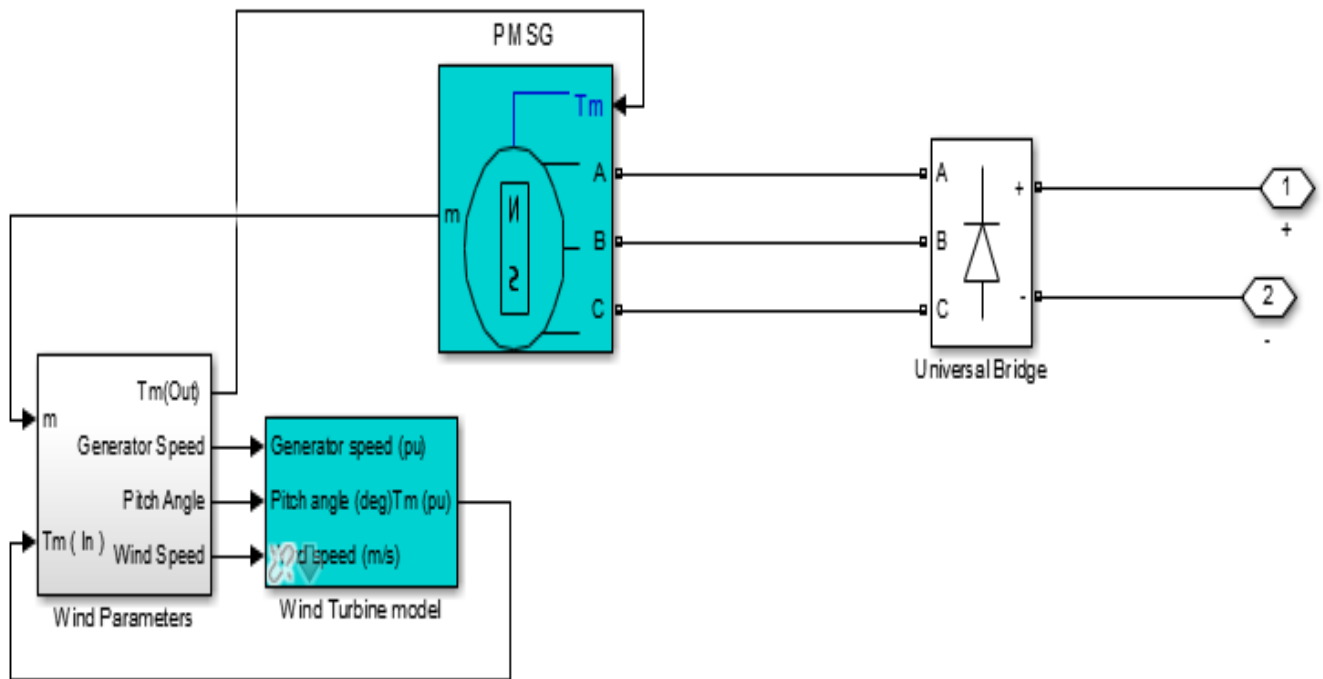 PMSG
Tm
A
m
B
C
N
S
A
+
B
-
C
1
+
2
-
Universal Bridge
Tm(Out)
m
Generator Speed
Pitch Angle
Tm ( In )
Wind Speed
Wind Parameters
Generator speed (pu)
Pitch angle (deg)Tm (pu)
speed (m/s)
Wind Turbine model